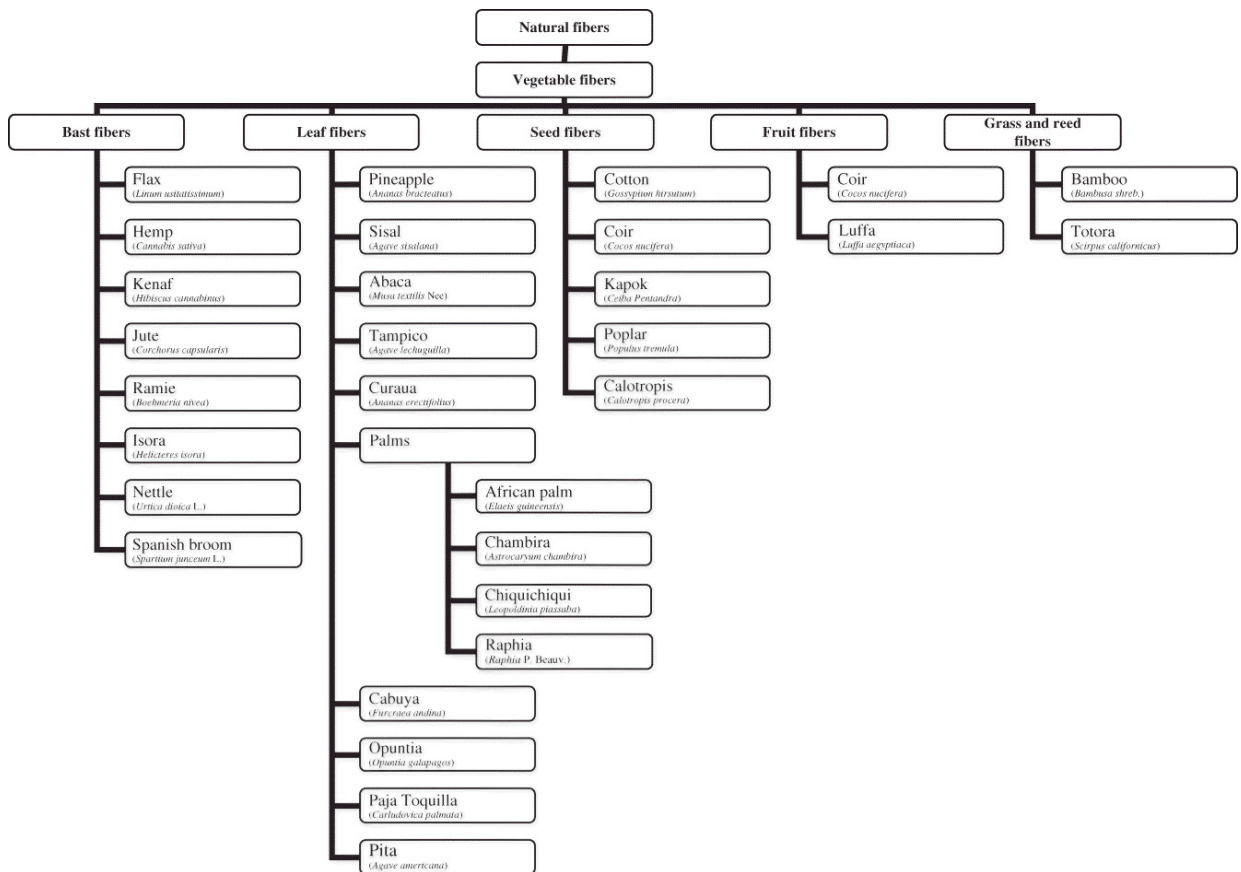 Natural fibers
Vegetable fibers
Bast fibers
Leaf fibers
Seed fibers
Fruit fibers
Grass and reed
fibers
Flax
(Linum usitatissimum)
Hemp
(Cannabis sativa)
Kenaf
(Hibiscus cannabinus)
Jute
(Corchorus capsularis)
Ramie
(Boehmeria nivea)
Isora
(Helicteres isora)
Nettle
(Urtica dioica L.)
Spanish broom
(Spartium junceum L.)
Pineapple
(Ananas bracteatus)
Sisal
(Agave sisalana)
Abaca
(Musa textilis Nee)
Tampico
(Agave lechuguilla)
Curaua
(Ananas erectifolius)
Palms
African palm
(Elaeis guineensis)
Chambira
(Astrocaryum chambira)
Chiquichiqui
(Leopoldinia piassaba)
Raphia
(Raphia P. Beauv.)
Cabuya
(Furcraea andina)
Opuntia
(Opuntia galapagos)
Paja Toquilla
(Carludovica palmata)
Pita
(Agave americana)
Cotton
(Gossypium hirsutum)
Coir
(Cocos nucifera)
Kapok
(Ceiba Pentandra)
Poplar
(Populus tremula)
Calotropis
(Calotropis procera)
Coir
(Cocos nucifera)
Luffa
(Luffa aegyptiaca)
Bamboo
(Bambusa shreb.)
Totora
(Scirpus californicus)